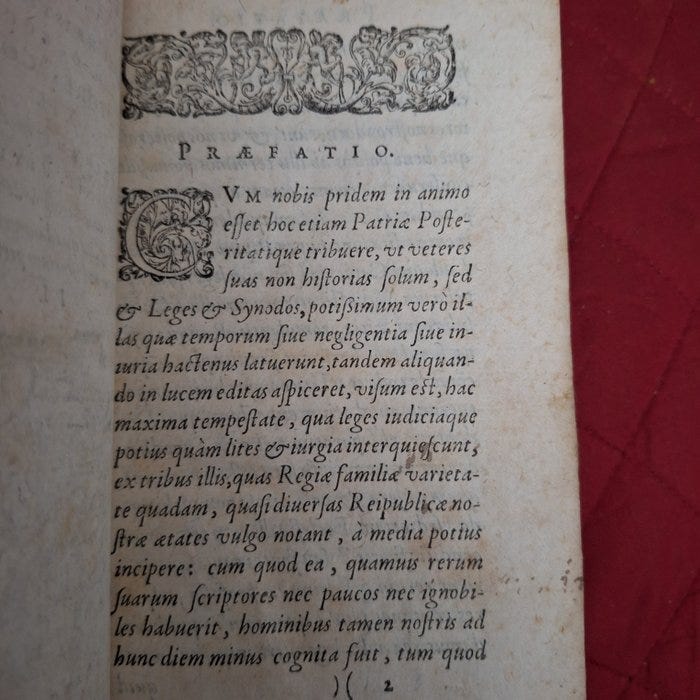 PRÆFATIO.
CVM nobis pridem in animo
eſſet hoc etiam Patriæ Poſte-
ritatique tribuere, vt veteres
ſuas non hiſtorias ſolum, ſed
& Leges & Synodos, potißimum verò il-
las quæ temporum ſiue negligentia ſiue in-
iuria hactenus latuerunt, tandem aliquan-
do in lucem editas aſpiceret, viſum eſt, hac
maxima tempeſtate, qua leges iudiciaque
potius quàm lites & iurgia interquieſcunt,
ex tribus illis, quas Regiæ familiæ varieta-
te quadam, quaſi diuerſas Reipublicæ no-
ſtræ ætates vulgo notant, à media potius
incipere: cum quod ea, quamuis rerum
ſuarum ſcriptores nec paucos nec ignobi-
les habuerit, hominibus tamen noſtris ad
hunc diem minus cognita fuit, tum quod
)( 2